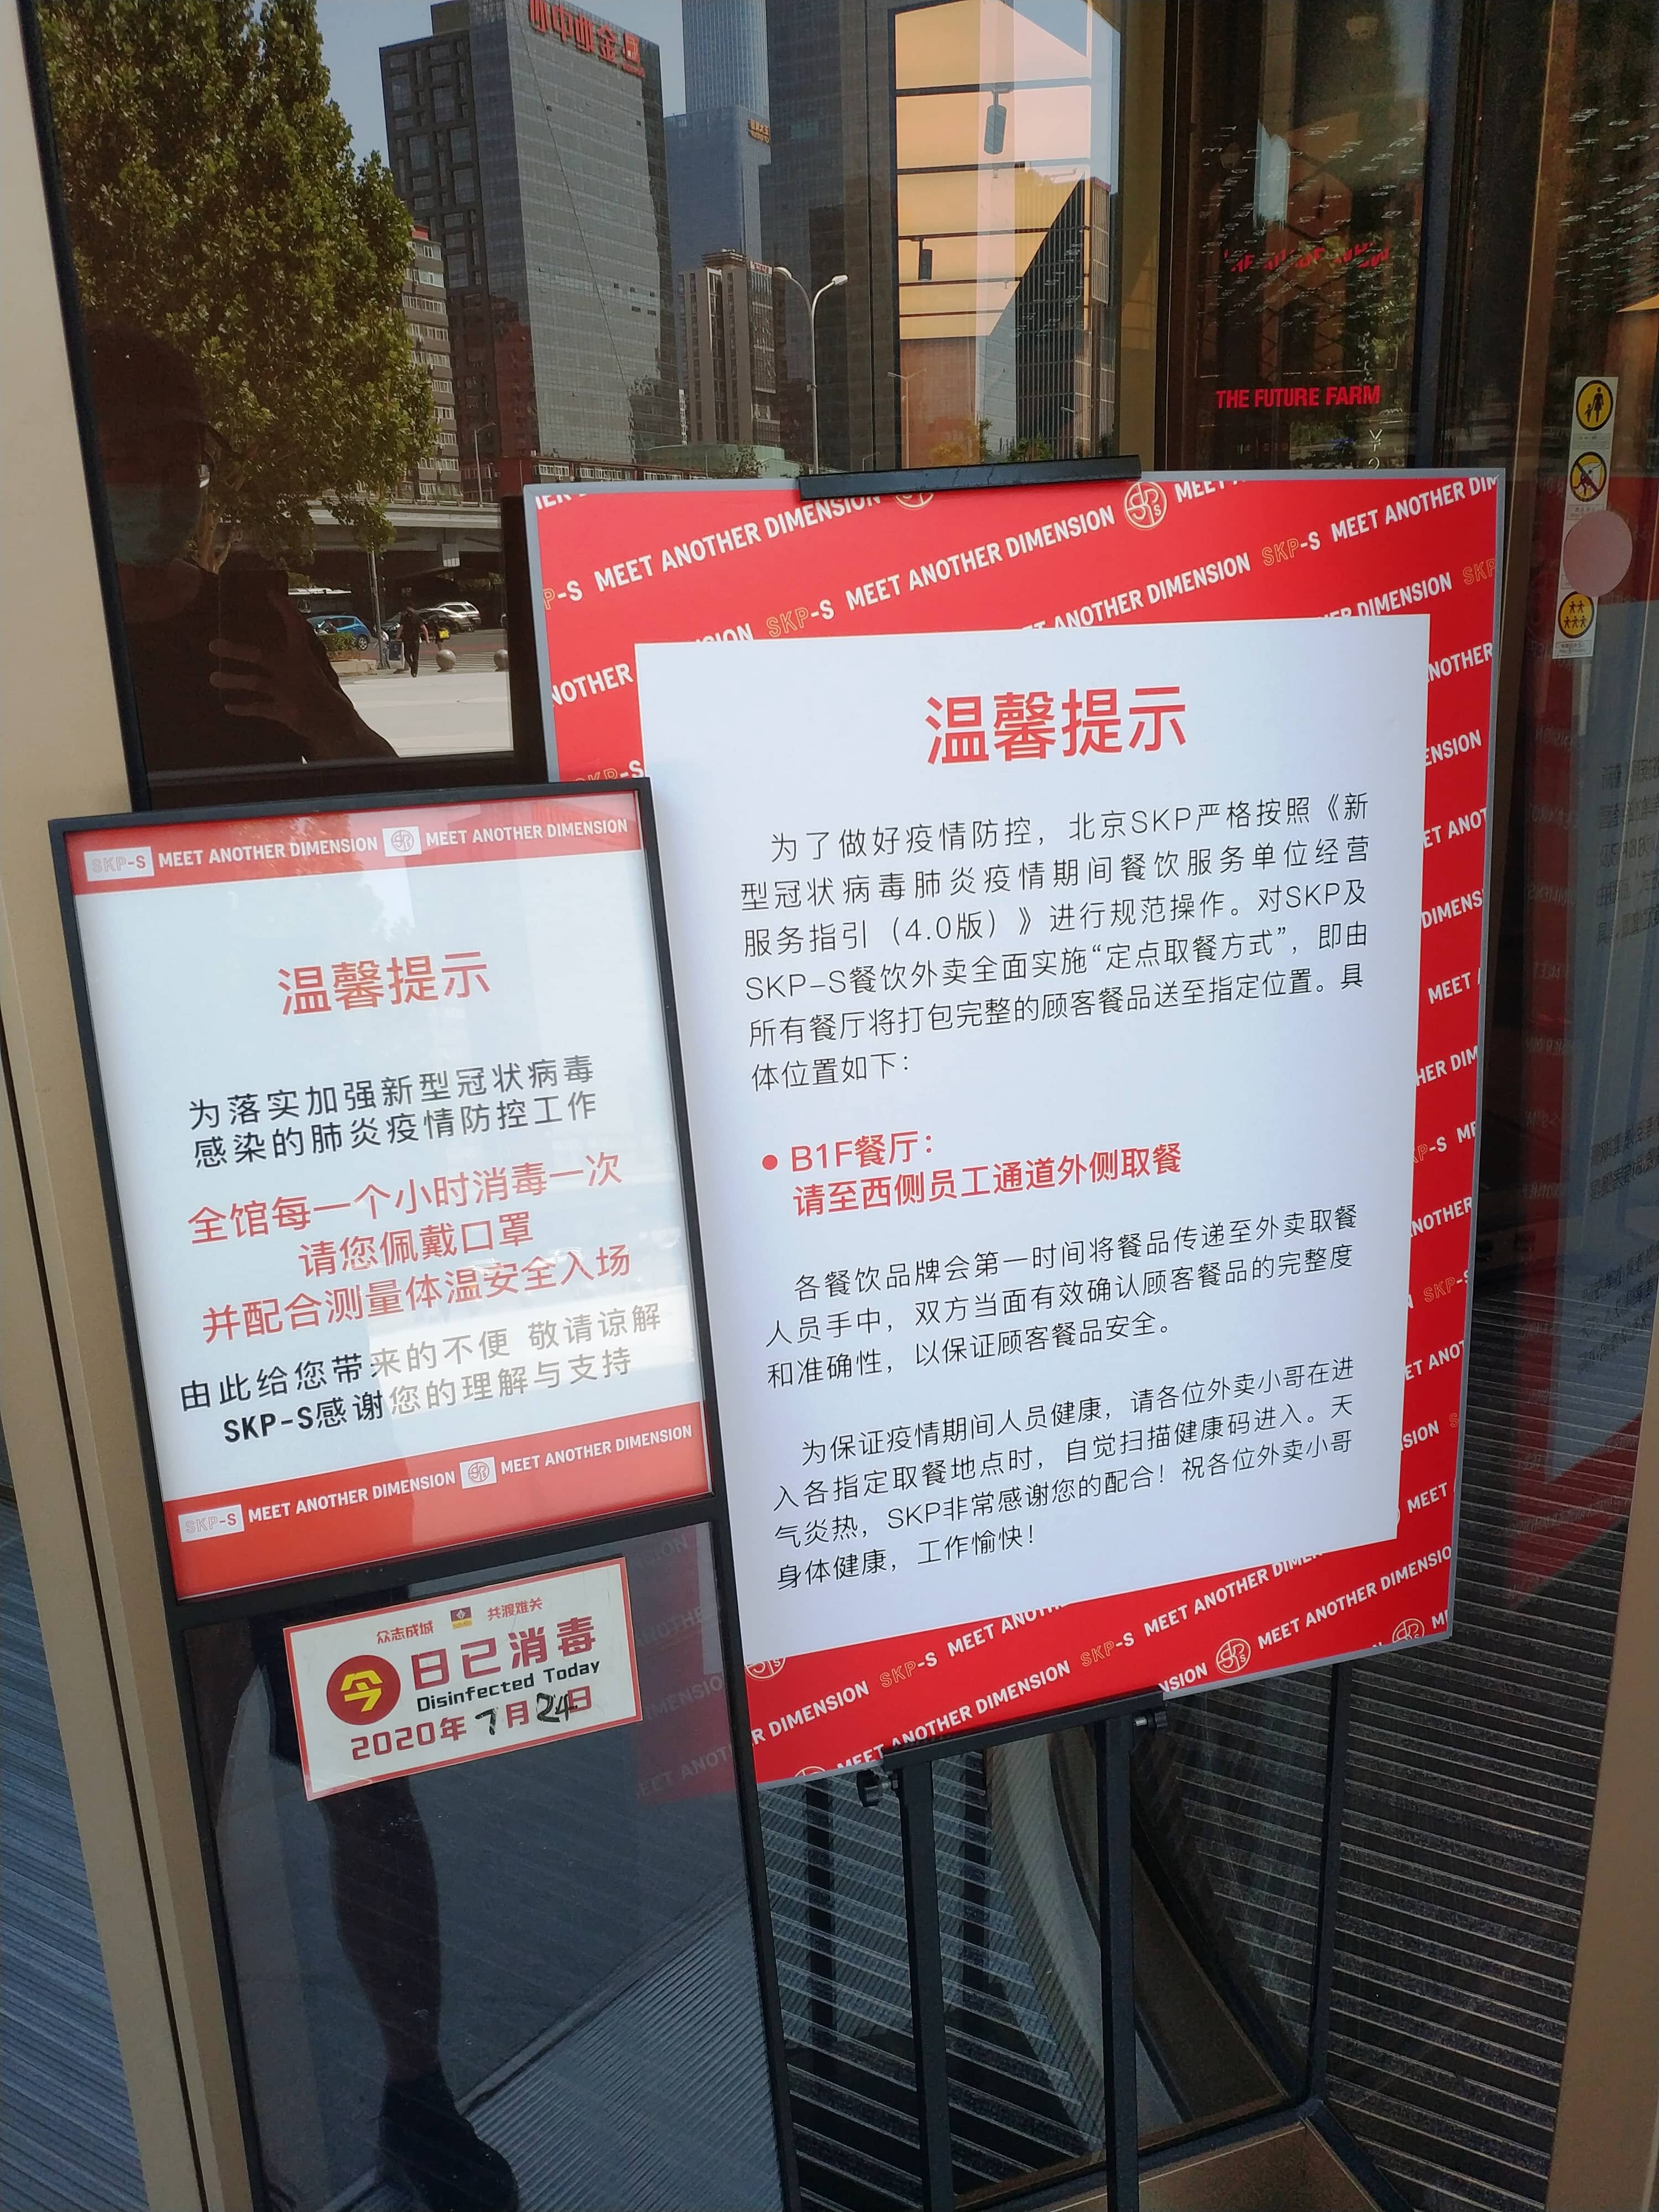 THE FUTURE FARM
MEET ANOTHER DIMENSION
SKP-S MEET ANOTHER DIMENSION
温馨提示
为了做好疫情防控，北京SKP严格按照《新
型冠状病毒肺炎疫情期间餐饮服务单位经营
服务指引（4.0版）》进行规范操作。对SKP及
SKP-S餐饮外卖全面实施“定点取餐方式”，即由
所有餐厅将打包完整的顾客餐品送至指定位置。具
体位置如下：
● B1F餐厅：
请至西侧员工通道外侧取餐
各餐饮品牌会第一时间将餐品传递至外卖取餐
人员手中，双方当面有效确认顾客餐品的完整度
和准确性，以保证顾客餐品安全。
为保证疫情期间人员健康，请各位外卖小哥在进
入各指定取餐地点时，自觉扫描健康码进入。天
气炎热，SKP非常感谢您的配合！祝各位外卖小哥
身体健康，工作愉快！
SKP-S MEET ANOTHER DIMENSION MEET ANOTHER DIMENSION
温馨提示
为落实加强新型冠状病毒
感染的肺炎疫情防控工作
全馆每一个小时消毒一次
请您佩戴口罩
并配合测量体温安全入场
由此给您带来的不便 敬请谅解
SKP-S感谢您的理解与支持
SKP-S MEET ANOTHER DIMENSION MEET ANOTHER DIMENSION
众志成城 共渡难关
今日已消毒
Disinfected Today
2020年7月24日